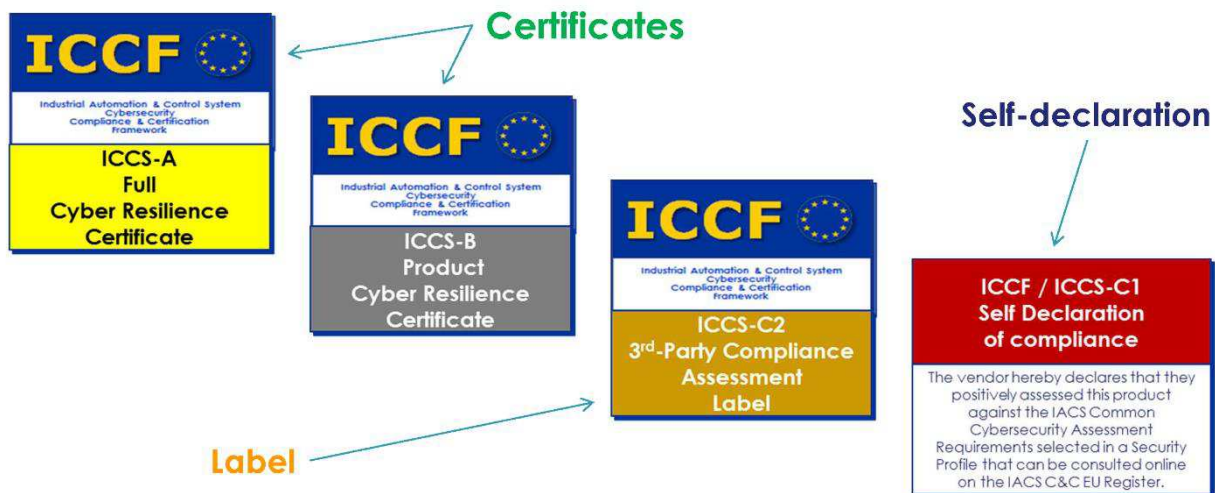 Certificates
ICCF
Industrial Automation & Control System
Cybersecurity
Compliance & Certification
Framework
ICCS-A
Full
Cyber Resilience
Certificate
ICCF
Industrial Automation & Control System
Cybersecurity
Compliance & Certification
Framework
ICCS-B
Product
Cyber Resilience
Certificate
ICCF
Industrial Automation & Control System
Cybersecurity
Compliance & Certification
Framework
ICCS-C2
3rd-Party Compliance
Assessment
Label
Self-declaration
ICCF / ICCS-C1
Self Declaration
of compliance
The vendor hereby declares that they
positively assessed this product
against the IACS Common
Cybersecurity Assessment
Requirements selected in a Security
Profile that can be consulted online
on the IACS C&C EU Register.
Label